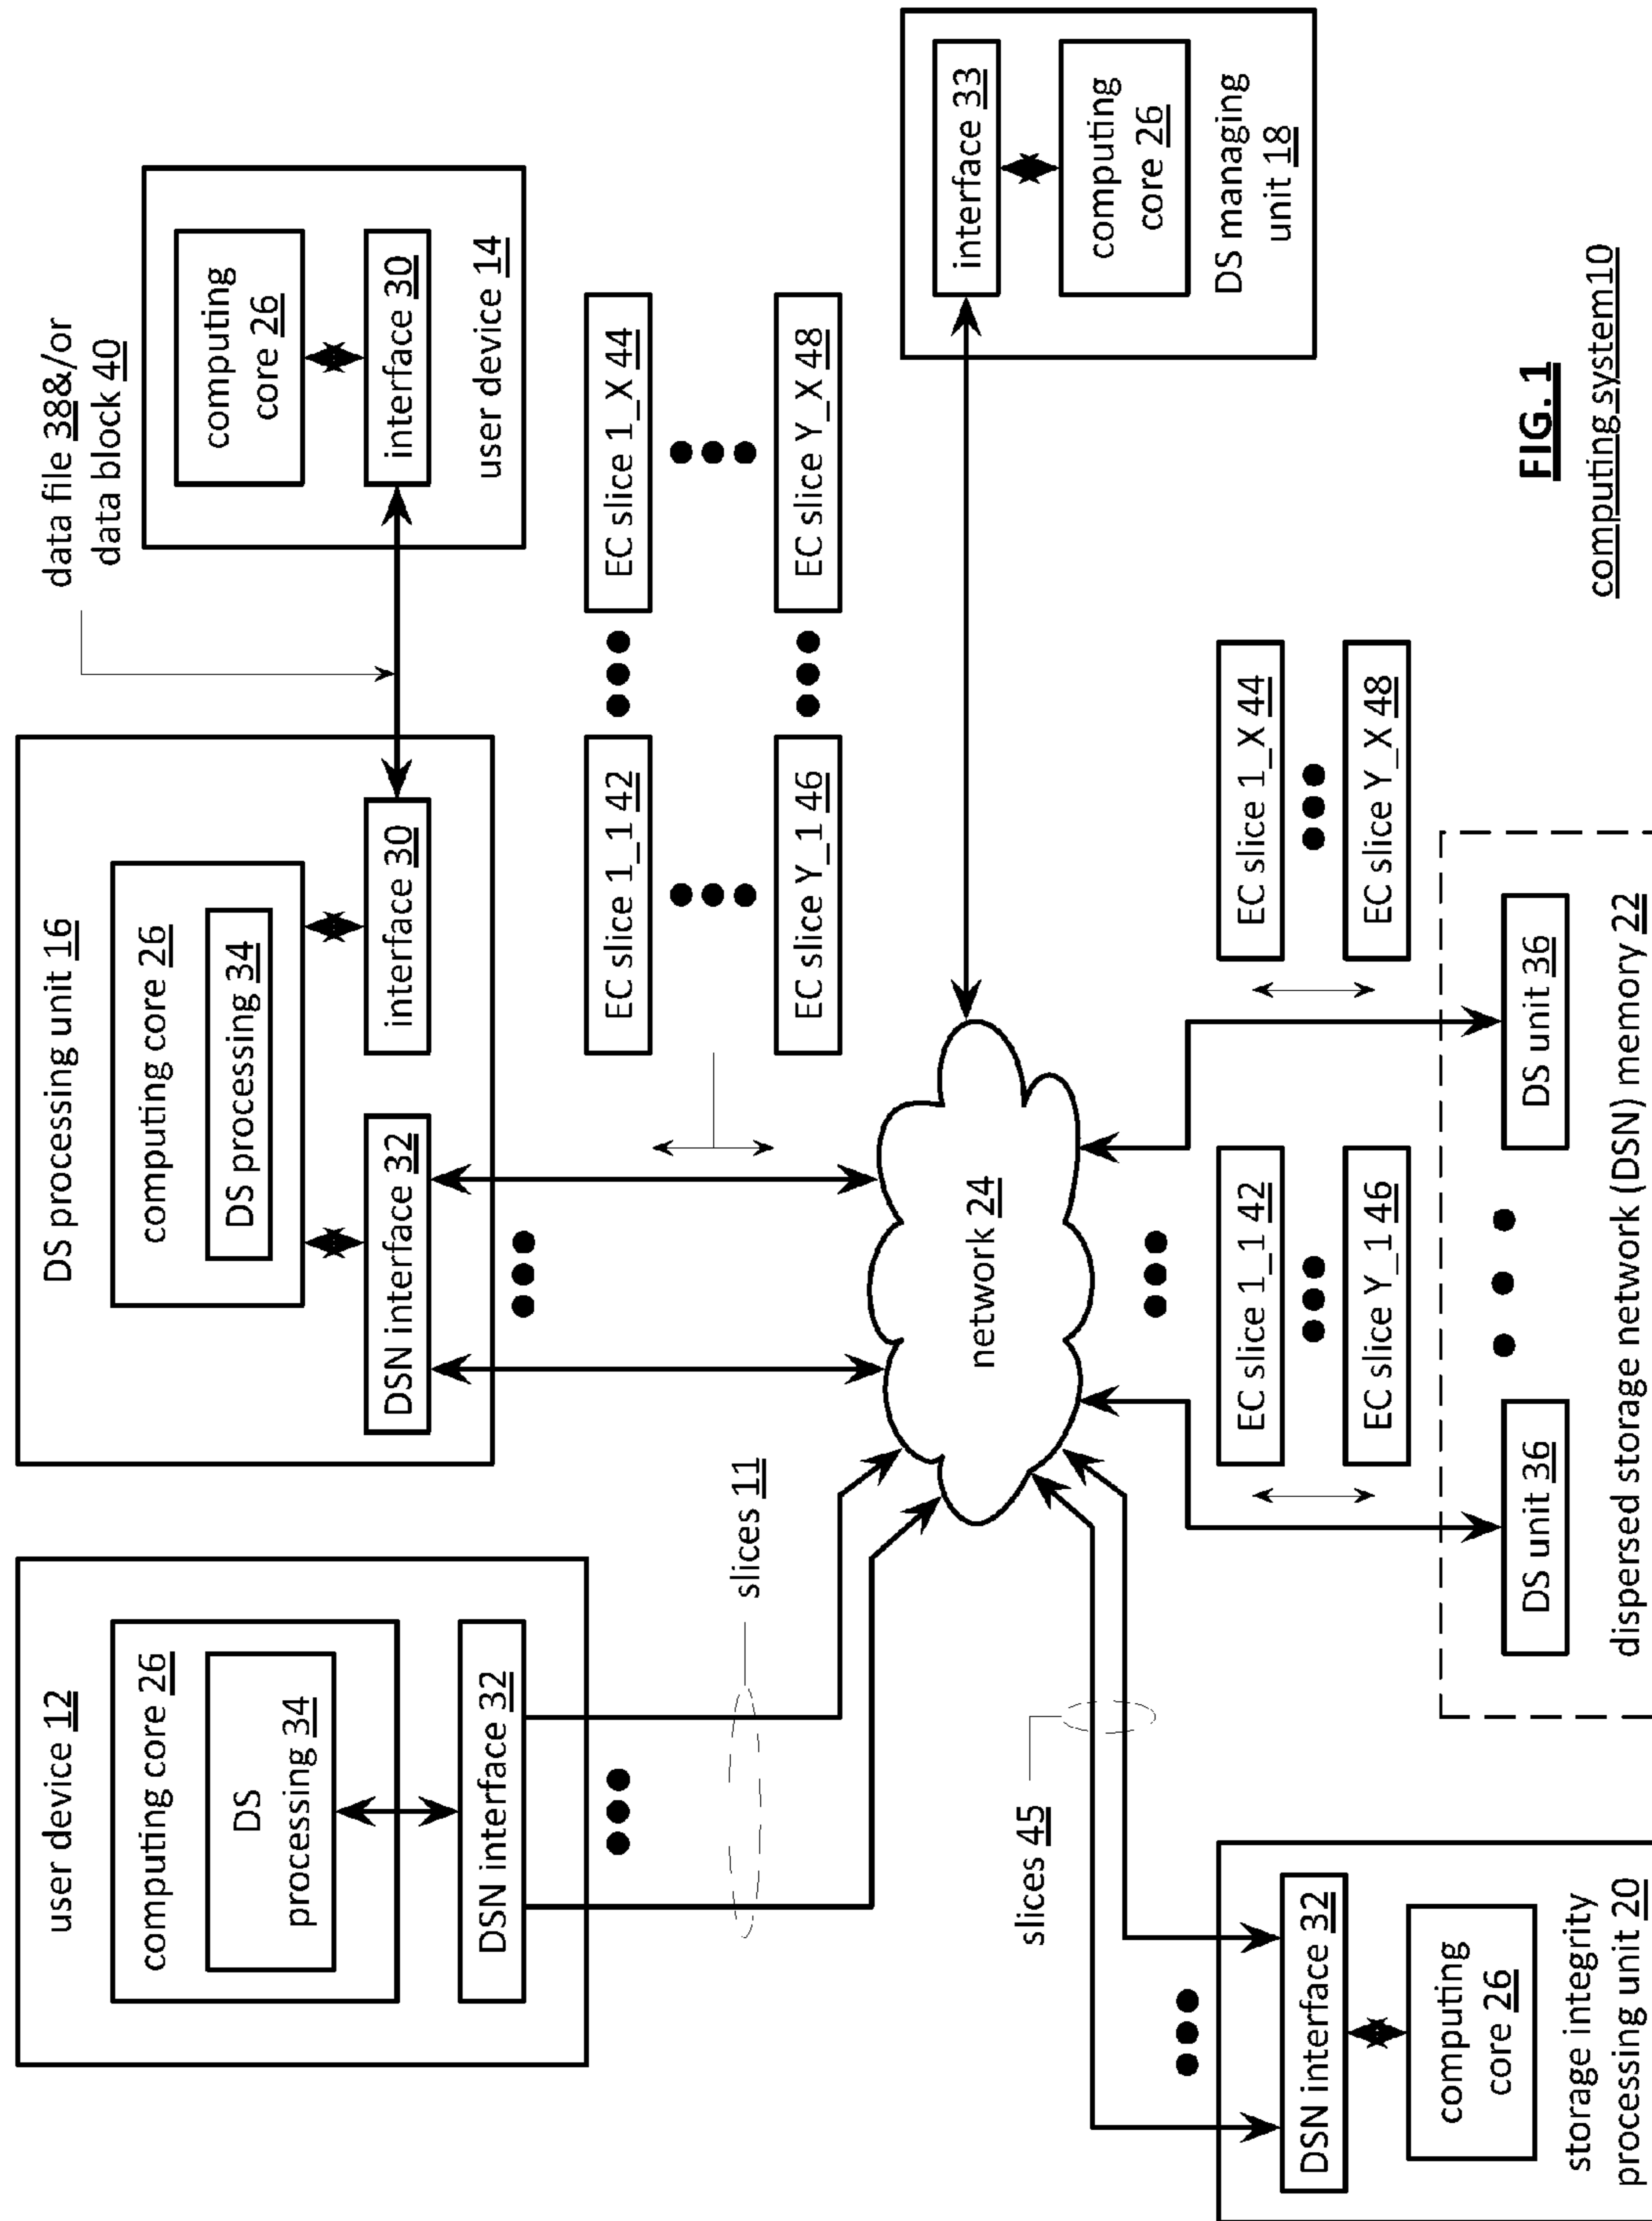 user device 12
computing core 26
DS
processing 34
DSN interface 32
slices 11
DS processing unit 16
computing core 26
DS processing 34
DSN interface 32
interface 30
data file 38&/or
data block 40
computing
core 26
interface 30
user device 14
EC slice 1_1 42
EC slice 1_X 44
EC slice Y_1 46
EC slice Y_X 48
network 24
interface 33
computing
core 26
DS managing
unit 18
slices 45
DSN interface 32
computing
core 26
storage integrity
processing unit 20
EC slice 1_1 42
EC slice Y_1 46
EC slice 1_X 44
EC slice Y_X 48
DS unit 36
DS unit 36
dispersed storage network (DSN) memory 22
FIG. 1
computing system10